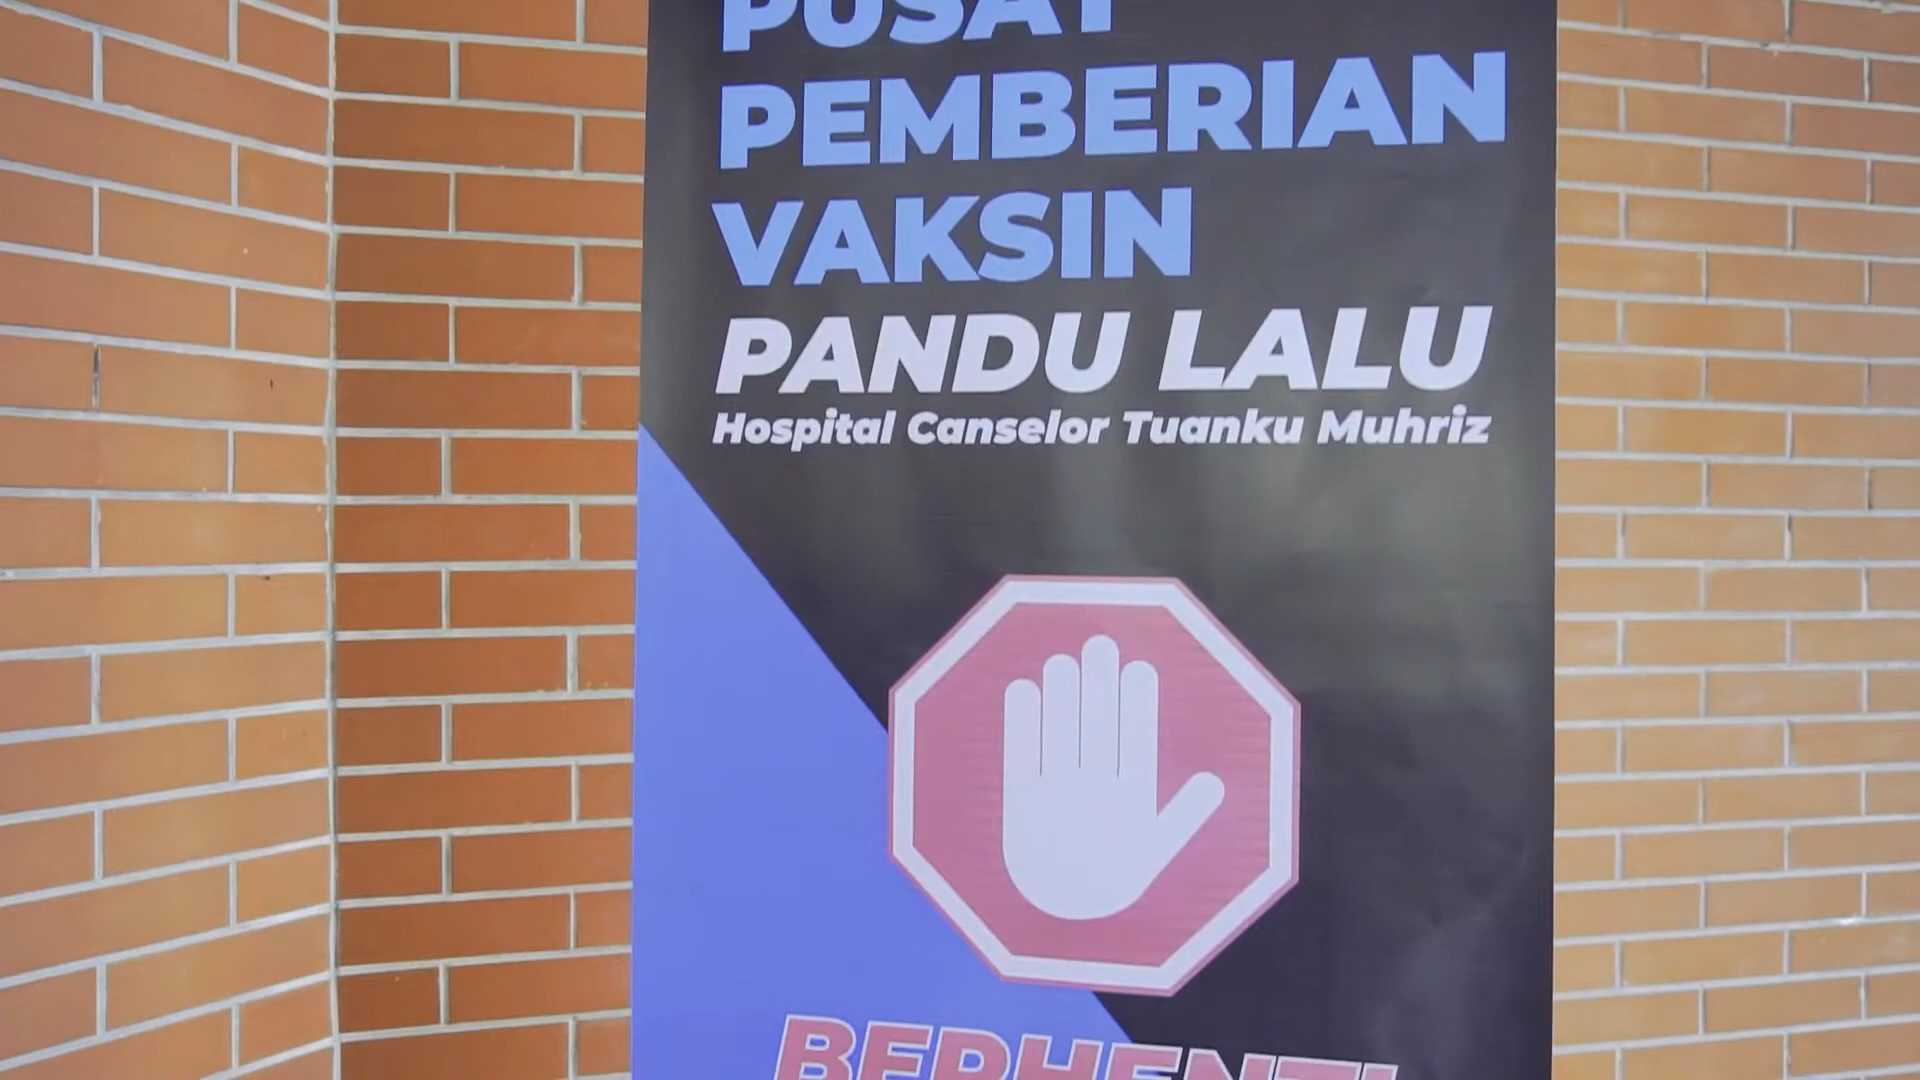 PUSAT
PEMBERIAN
VAKSIN
PANDU LALU
Hospital Canselor Tuanku Muhriz
BERHENTI